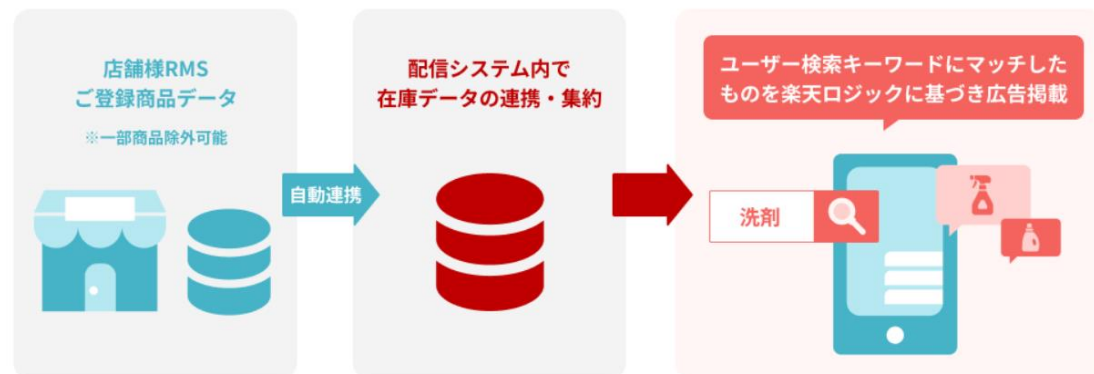 店舗様RMS
ご登録商品データ
※一部商品除外可能
自動連携
配信システム内で
在庫データの連携・集約
ユーザー検索キーワードにマッチした
ものを楽天ロジックに基づき広告掲載
洗剤